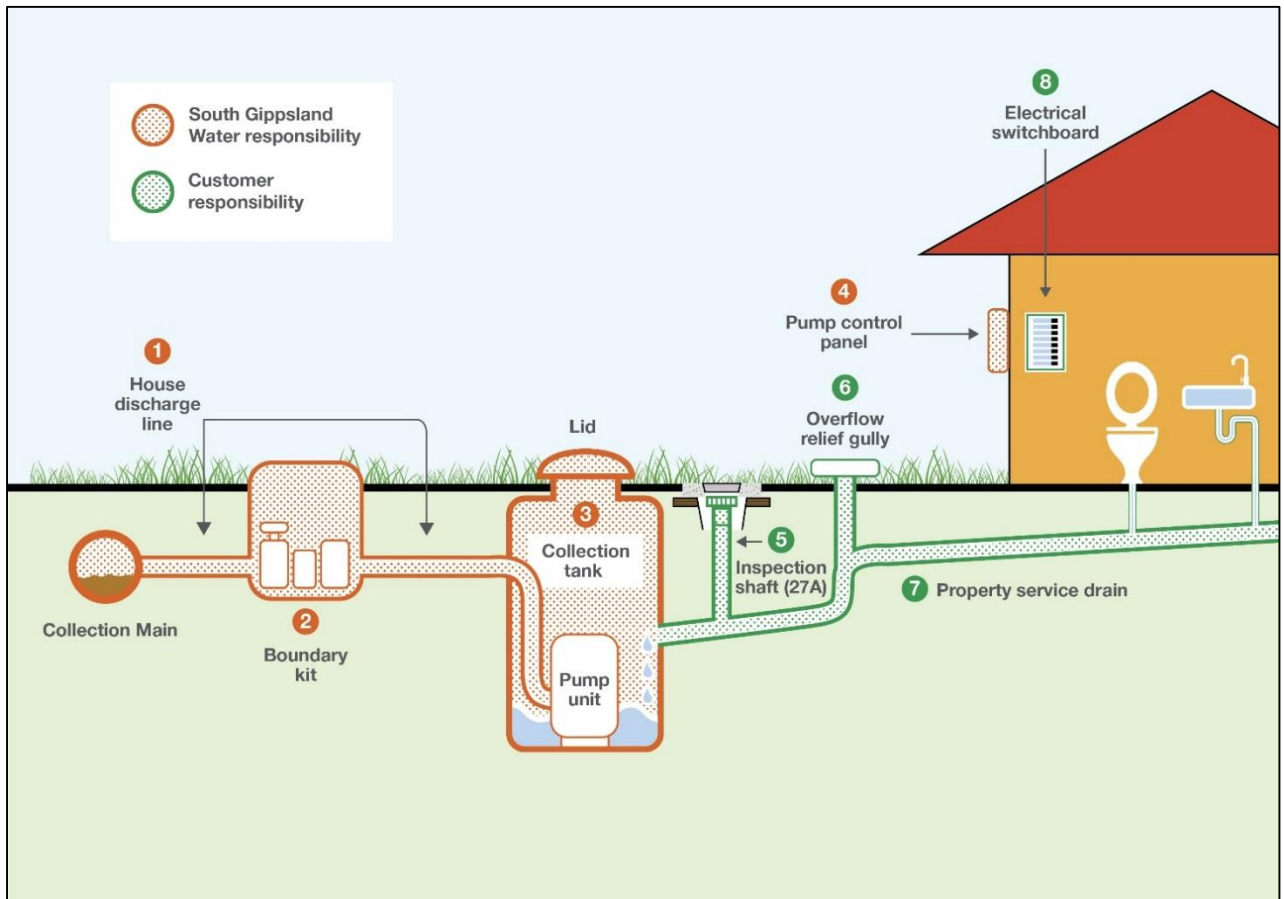 South Gippsland
Water responsibility
Customer
responsibility
8
Electrical
switchboard
4
Pump control
panel
1
House
discharge
line
6
Overflow
relief gully
Lid
3
Collection
tank
5
Inspection
shaft (27A)
7 Property service drain
Collection Main
2
Boundary
kit
Pump
unit